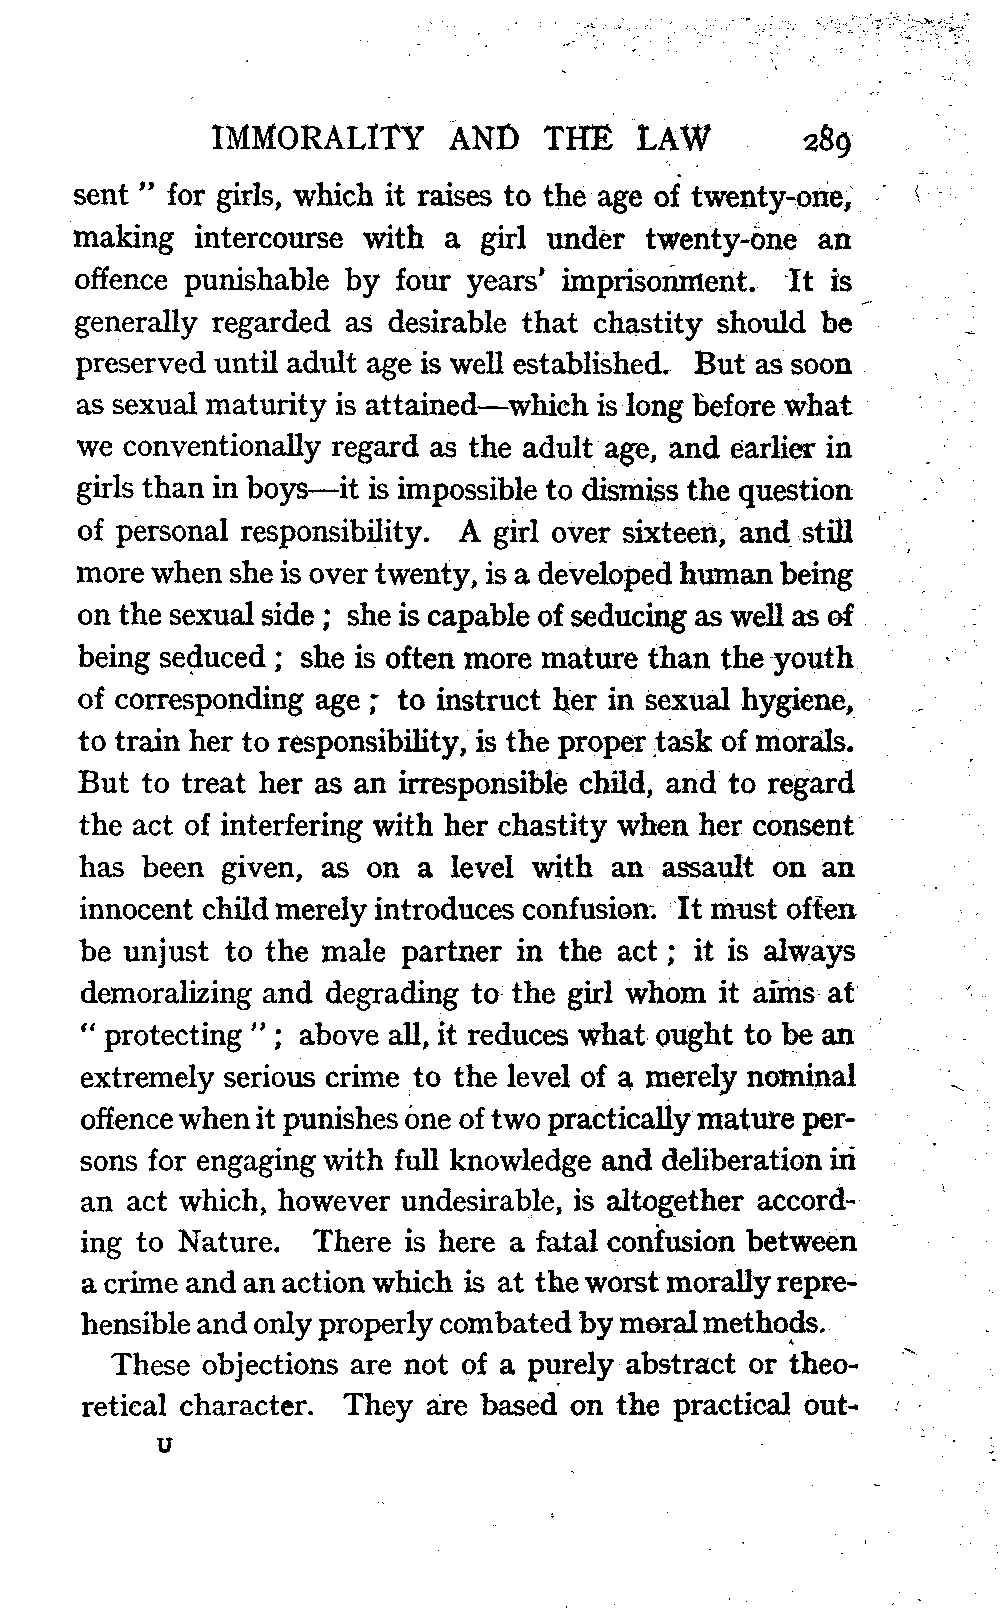 IMMORALITY AND THE LAW 289
sent " for girls, which it raises to the age of twenty-one,
making intercourse with a girl under twenty-one an
offence punishable by four years' imprisonment. It is
generally regarded as desirable that chastity should be
preserved until adult age is well established. But as soon
as sexual maturity is attained—which is long before what
we conventionally regard as the adult age, and earlier in
girls than in boys—it is impossible to dismiss the question
of personal responsibility. A girl over sixteen, and still
more when she is over twenty, is a developed human being
on the sexual side ; she is capable of seducing as well as of
being seduced ; she is often more mature than the youth
of corresponding age ; to instruct her in sexual hygiene,
to train her to responsibility, is the proper task of morals.
But to treat her as an irresponsible child, and to regard
the act of interfering with her chastity when her consent
has been given, as on a level with an assault on an
innocent child merely introduces confusion. It must often
be unjust to the male partner in the act ; it is always
demoralizing and degrading to the girl whom it aims at
" protecting " ; above all, it reduces what ought to be an
extremely serious crime to the level of a merely nominal
offence when it punishes one of two practically mature per-
sons for engaging with full knowledge and deliberation in
an act which, however undesirable, is altogether accord-
ing to Nature. There is here a fatal confusion between
a crime and an action which is at the worst morally repre-
hensible and only properly combated by moral methods.
These objections are not of a purely abstract or theo-
retical character. They are based on the practical out-
U